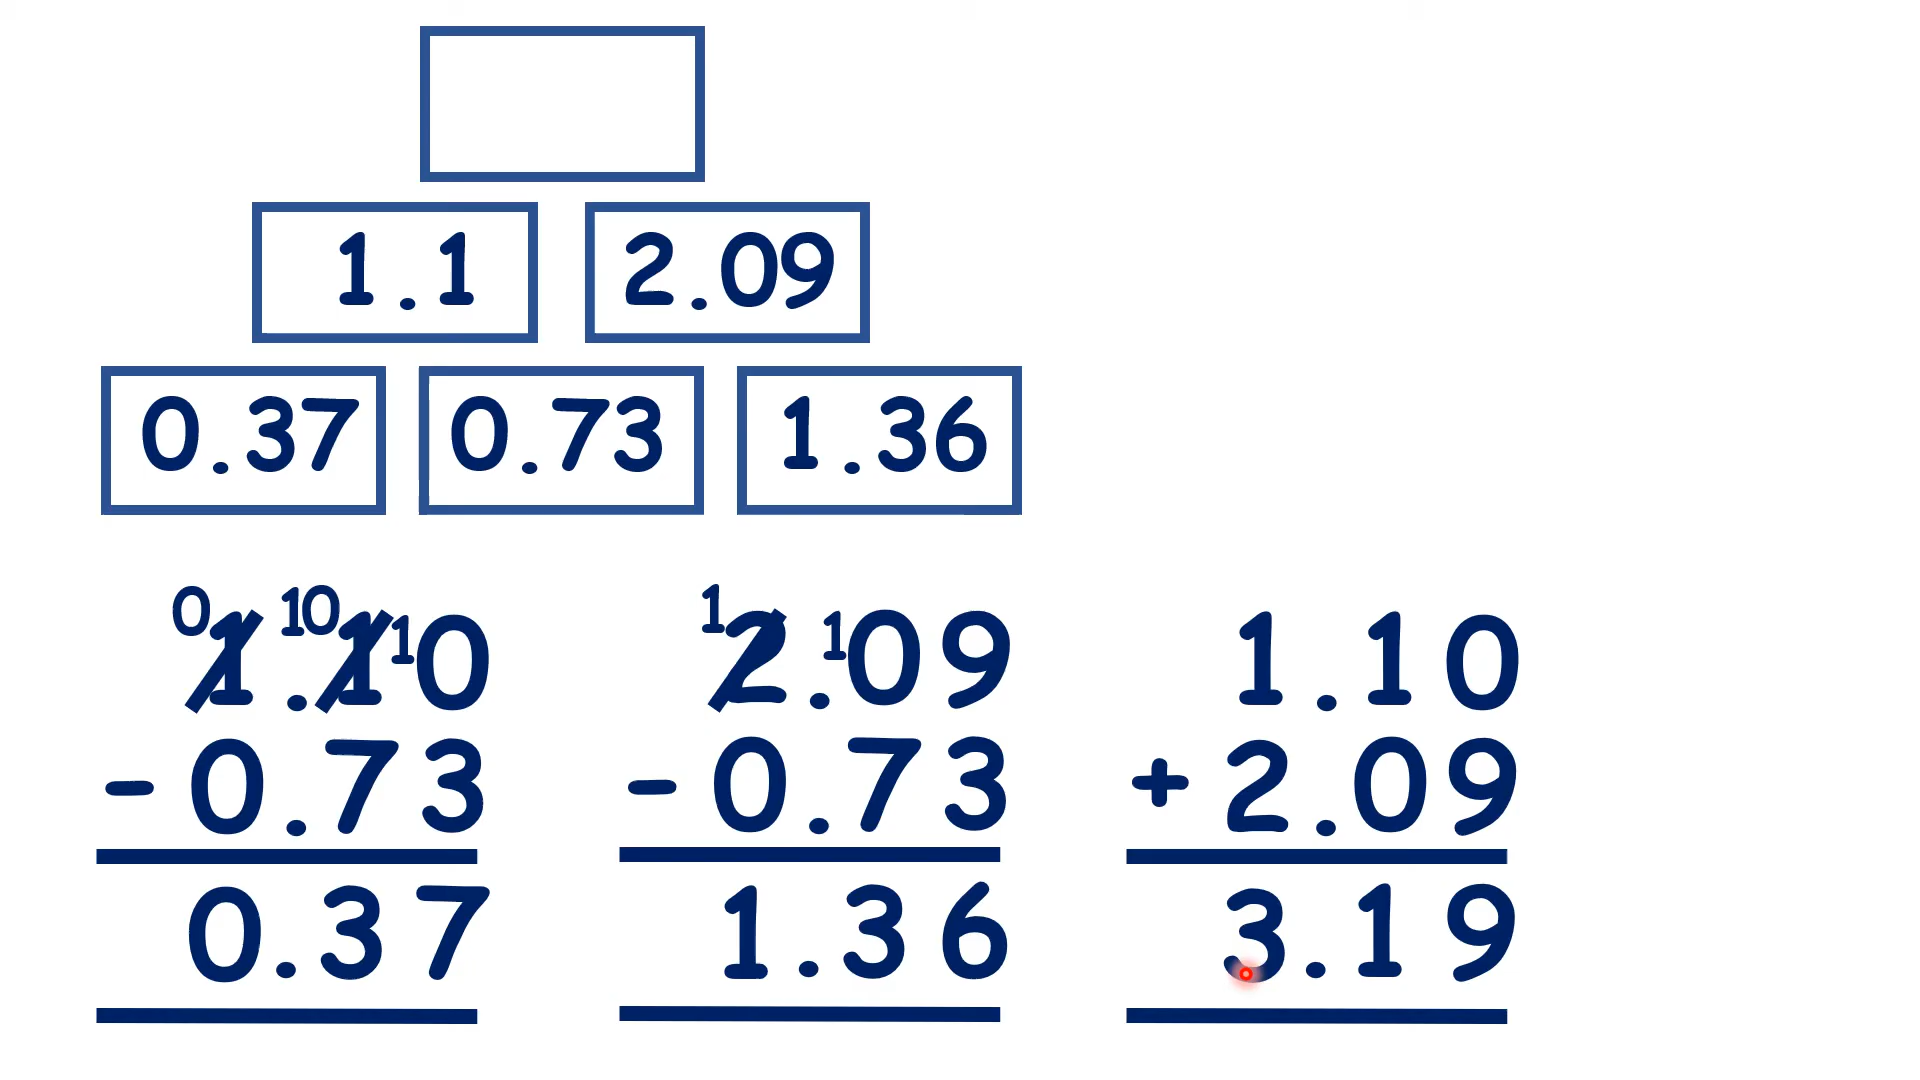 1.1 2.09
0.37 0.73 1.36
0 10 1 1 1
1.10 2.09 1.10
-0.73 -0.73 +2.09
0.37 1.36 3.19